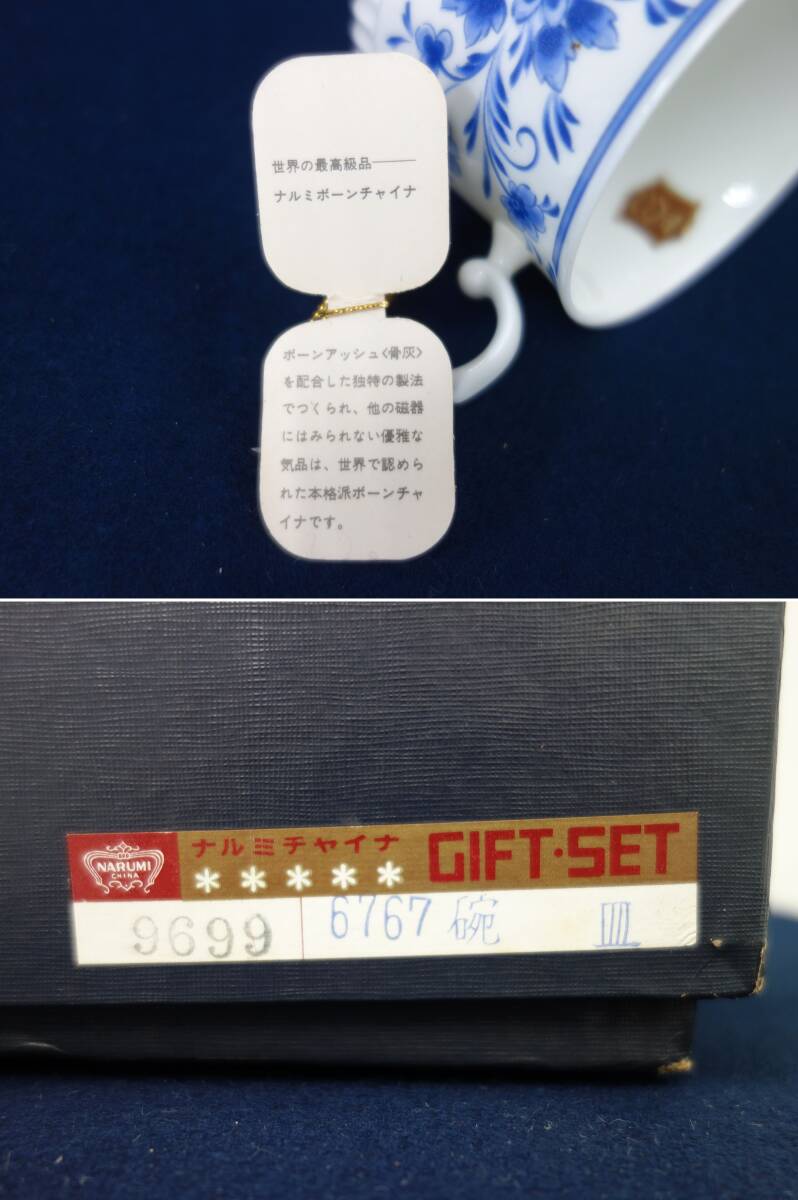 世界の最高級品───
ナルミボーンチャイナ
ボーンアッシュ〈骨灰〉
を配合した独特の製法
でつくられ、他の磁器
にはみられない優雅な
気品は、世界で認めら
れた本格派ボーンチャ
イナです。
NARUMI
CHINA
ナルミチャイナ GIFT・SET
*****
9699 6767 碗 皿